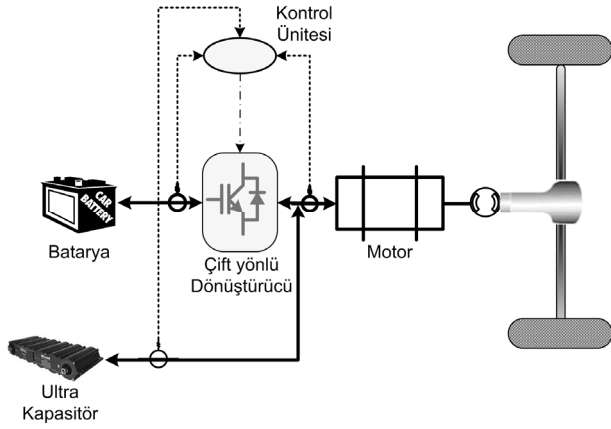 Kontrol
Ünitesi
CAR
BATTERY
Batarya
Çift yönlü
Dönüştürücü
Motor
Ultra
Kapasitör